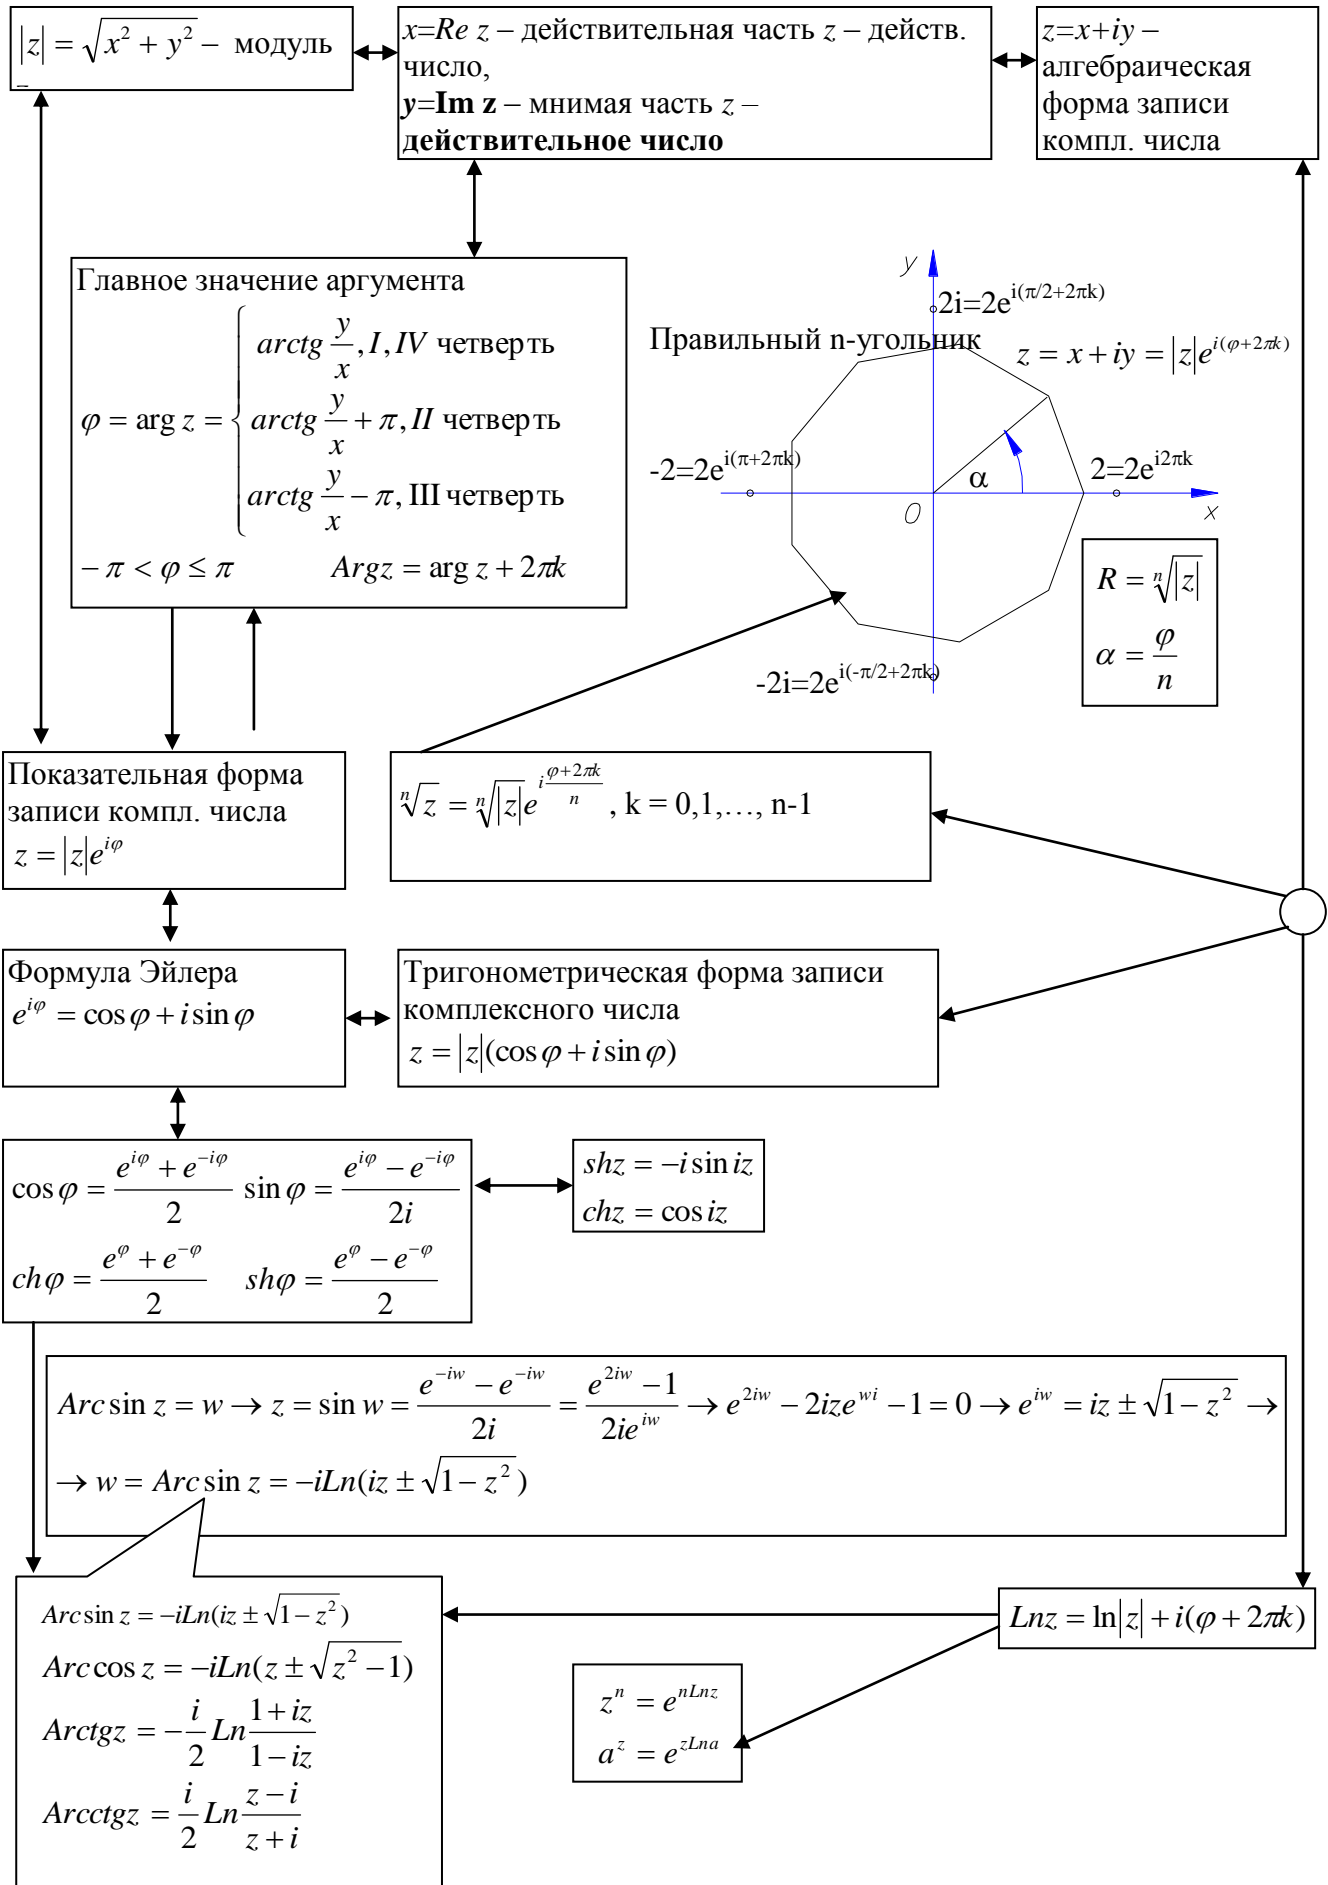 |z| = √(x² + y²) – модуль
x=Re z – действительная часть z – действ.
число,
y=Im z – мнимая часть z –
действительное число
z=x+iy –
алгебраическая
форма записи
компл. числа
Главное значение аргумента
φ = arg z = { arctg y/x, I, IV четверть
arctg y/x + π, II четверть
arctg y/x − π, III четверть
− π < φ ≤ π Argz = arg z + 2πk
y
2i=2e^{i(π/2+2πk)}
Правильный n-угольник
z = x + iy = |z|e^{i(φ+2πk)}
-2=2e^{i(π+2πk)}
α
2=2e^{i2πk}
O
x
-2i=2e^{i(-π/2+2πk)}
R = ⁿ√|z|
α = φ/n
Показательная форма
записи компл. числа
z = |z|e^{iφ}
ⁿ√z = ⁿ√|z| e^{i(φ+2πk)/n} , k = 0,1,…, n-1
Формула Эйлера
e^{iφ} = cos φ + i sin φ
Тригонометрическая форма записи
комплексного числа
z = |z|(cos φ + i sin φ)
cos φ = (e^{iφ} + e^{−iφ})/2 sin φ = (e^{iφ} − e^{−iφ})/2i
chφ = (e^{φ} + e^{−φ})/2 shφ = (e^{φ} − e^{−φ})/2
shz = −i sin iz
chz = cos iz
Arc sin z = w → z = sin w = (e^{−iw} − e^{−iw})/2i = (e^{2iw} − 1)/(2ie^{iw}) → e^{2iw} − 2ize^{wi} − 1 = 0 → e^{iw} = iz ± √(1 − z²) →
→ w = Arc sin z = −iLn(iz ± √(1 − z²))
Arc sin z = −iLn(iz ± √(1 − z²))
Arc cos z = −iLn(z ± √(z² − 1))
Arctgz = −(i/2) Ln (1 + iz)/(1 − iz)
Arcctgz = (i/2) Ln (z − i)/(z + i)
Lnz = ln|z| + i(φ + 2πk)
zⁿ = e^{nLnz}
a^z = e^{zLna}